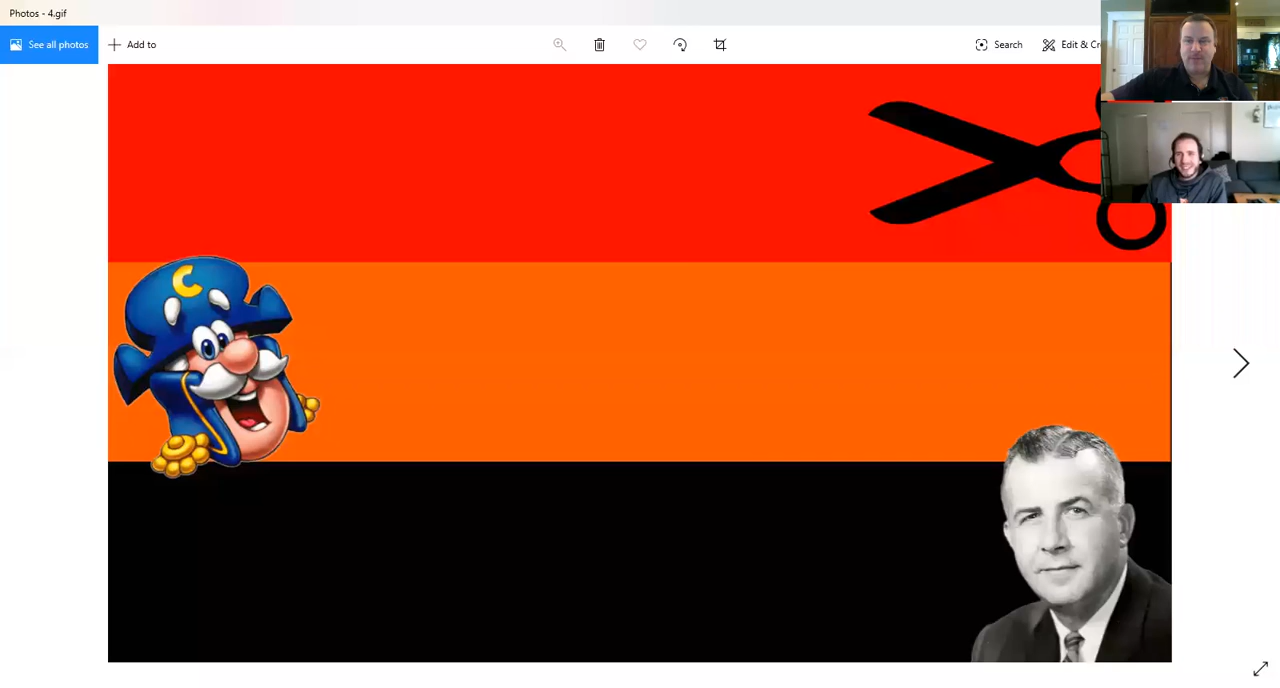 Photos - 4.gif
See all photos
Add to
Search
Edit & Cr
C